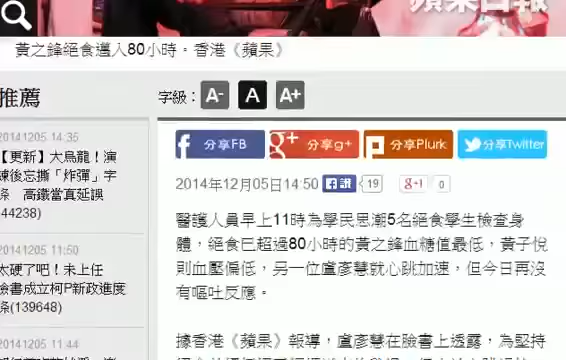 蘋果日報
黃之鋒絕食邁入80小時。香港《蘋果》
推薦
字級：A- A A+
20141205 14:35
【更新】大烏龍！演
練後忘撕「炸彈」字
條　高鐵當真延誤
(44238)
20141205 11:50
太硬了吧！未上任
臉書成立柯P新政進度
條(139648)
20141205 11:44
分享FB
分享g+
分享Plurk
分享Twitter
2014年12月05日14:50 讚 19 g+1 0
醫護人員早上11時為學民思潮5名絕食學生檢查身
體，絕食已超過80小時的黃之鋒血糖值最低，黃子悅
則血壓偏低，另一位盧彥慧就心跳加速，但今日再沒
有嘔吐反應。
據香港《蘋果》報導，盧彥慧在臉書上透露，為堅持